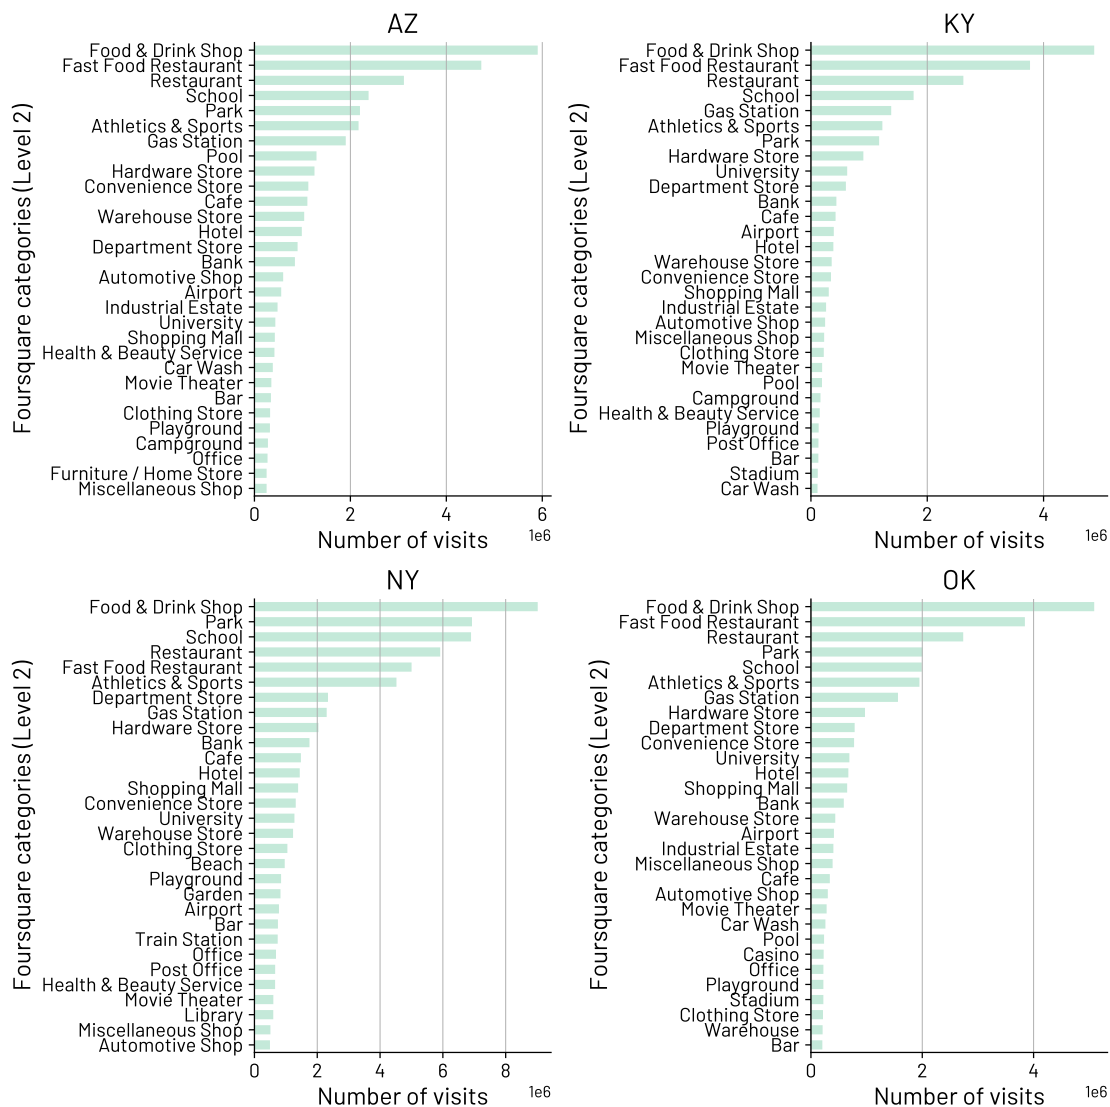 AZ
Foursquare categories (Level 2)
Food & Drink Shop
Fast Food Restaurant
Restaurant
School
Park
Athletics & Sports
Gas Station
Pool
Hardware Store
Convenience Store
Cafe
Warehouse Store
Hotel
Department Store
Bank
Automotive Shop
Airport
Industrial Estate
University
Shopping Mall
Health & Beauty Service
Car Wash
Movie Theater
Bar
Clothing Store
Playground
Campground
Office
Furniture / Home Store
Miscellaneous Shop
0 2 4 6
Number of visits 1e6
KY
Foursquare categories (Level 2)
Food & Drink Shop
Fast Food Restaurant
Restaurant
School
Gas Station
Athletics & Sports
Park
Hardware Store
University
Department Store
Bank
Cafe
Airport
Hotel
Warehouse Store
Convenience Store
Shopping Mall
Industrial Estate
Automotive Shop
Miscellaneous Shop
Clothing Store
Movie Theater
Pool
Campground
Health & Beauty Service
Playground
Post Office
Bar
Stadium
Car Wash
0 2 4
Number of visits 1e6
NY
Foursquare categories (Level 2)
Food & Drink Shop
Park
School
Restaurant
Fast Food Restaurant
Athletics & Sports
Department Store
Gas Station
Hardware Store
Bank
Cafe
Hotel
Shopping Mall
Convenience Store
University
Warehouse Store
Clothing Store
Beach
Playground
Garden
Airport
Bar
Train Station
Office
Post Office
Health & Beauty Service
Movie Theater
Library
Miscellaneous Shop
Automotive Shop
0 2 4 6 8
Number of visits 1e6
OK
Foursquare categories (Level 2)
Food & Drink Shop
Fast Food Restaurant
Restaurant
Park
School
Athletics & Sports
Gas Station
Hardware Store
Department Store
Convenience Store
University
Hotel
Shopping Mall
Bank
Warehouse Store
Airport
Industrial Estate
Miscellaneous Shop
Cafe
Automotive Shop
Movie Theater
Car Wash
Pool
Casino
Office
Playground
Stadium
Clothing Store
Warehouse
Bar
0 2 4
Number of visits 1e6